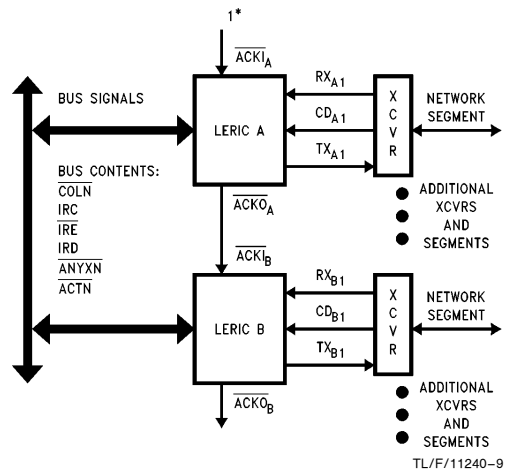 1*
ACKI_A
BUS SIGNALS
LERIC A
RX_A1
CD_A1
TX_A1
X
C
V
R
NETWORK
SEGMENT
BUS CONTENTS:
COLN
IRC
IRE
IRD
ANYXN
ACTN
ACKO_A
ADDITIONAL
XCVRS
AND
SEGMENTS
ACKI_B
LERIC B
RX_B1
CD_B1
TX_B1
X
C
V
R
NETWORK
SEGMENT
ACKO_B
ADDITIONAL
XCVRS
AND
SEGMENTS
TL/F/11240–9